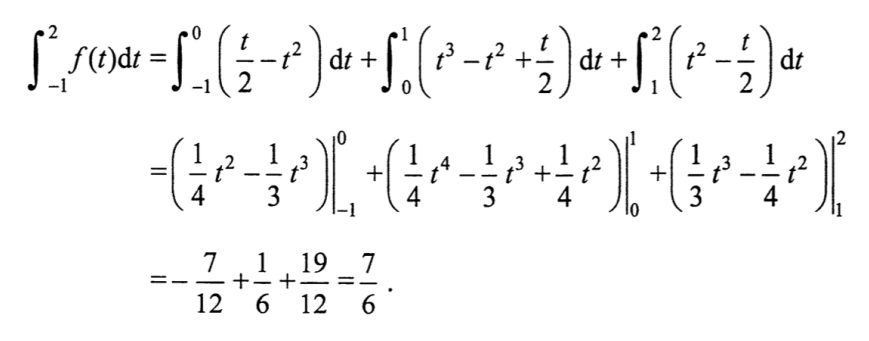 ∫_{-1}^{2} f(t)dt = ∫_{-1}^{0} (t/2 − t²) dt + ∫_{0}^{1} (t³ − t² + t/2) dt + ∫_{1}^{2} (t² − t/2) dt
= (1/4 t² − 1/3 t³)|_{-1}^{0} + (1/4 t⁴ − 1/3 t³ + 1/4 t²)|_{0}^{1} + (1/3 t³ − 1/4 t²)|_{1}^{2}
= − 7/12 + 1/6 + 19/12 = 7/6 .